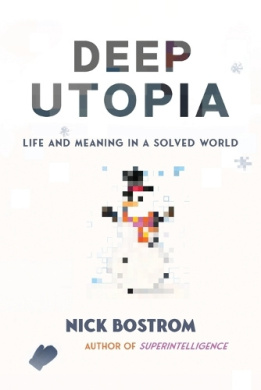 DEEP
UTOPIA
LIFE AND MEANING IN A SOLVED WORLD
NICK BOSTROM
AUTHOR OF SUPERINTELLIGENCE